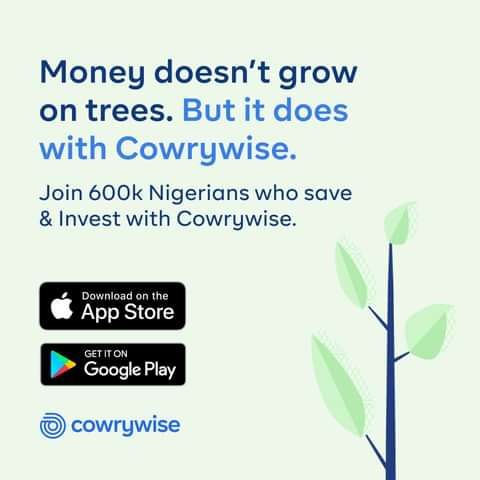 Money doesn't grow
on trees. But it does
with Cowrywise.
Join 600k Nigerians who save
& Invest with Cowrywise.
Download on the
App Store
GET IT ON
Google Play
cowrywise